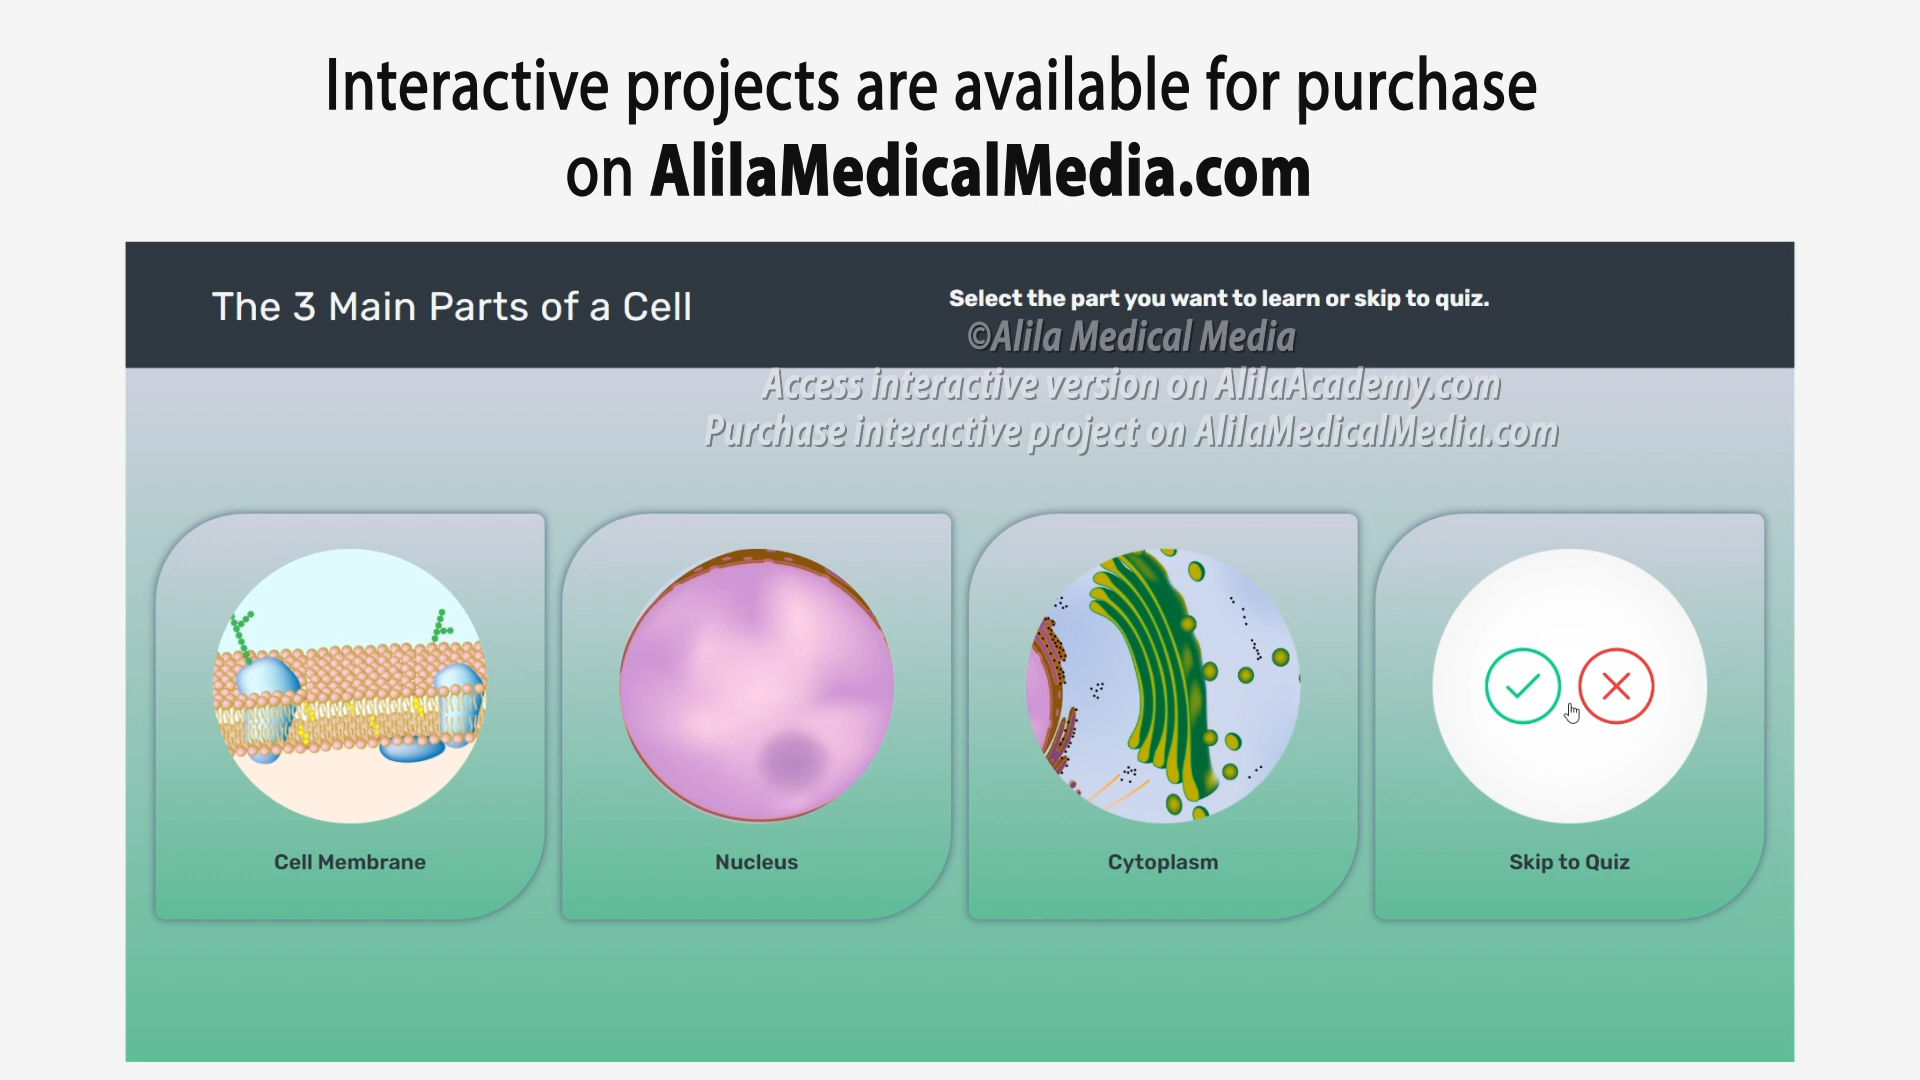 Interactive projects are available for purchase
on AlilaMedicalMedia.com
The 3 Main Parts of a Cell
Select the part you want to learn or skip to quiz.
©Alila Medical Media
Access interactive version on AlilaAcademy.com
Purchase interactive project on AlilaMedicalMedia.com
Cell Membrane
Nucleus
Cytoplasm
Skip to Quiz